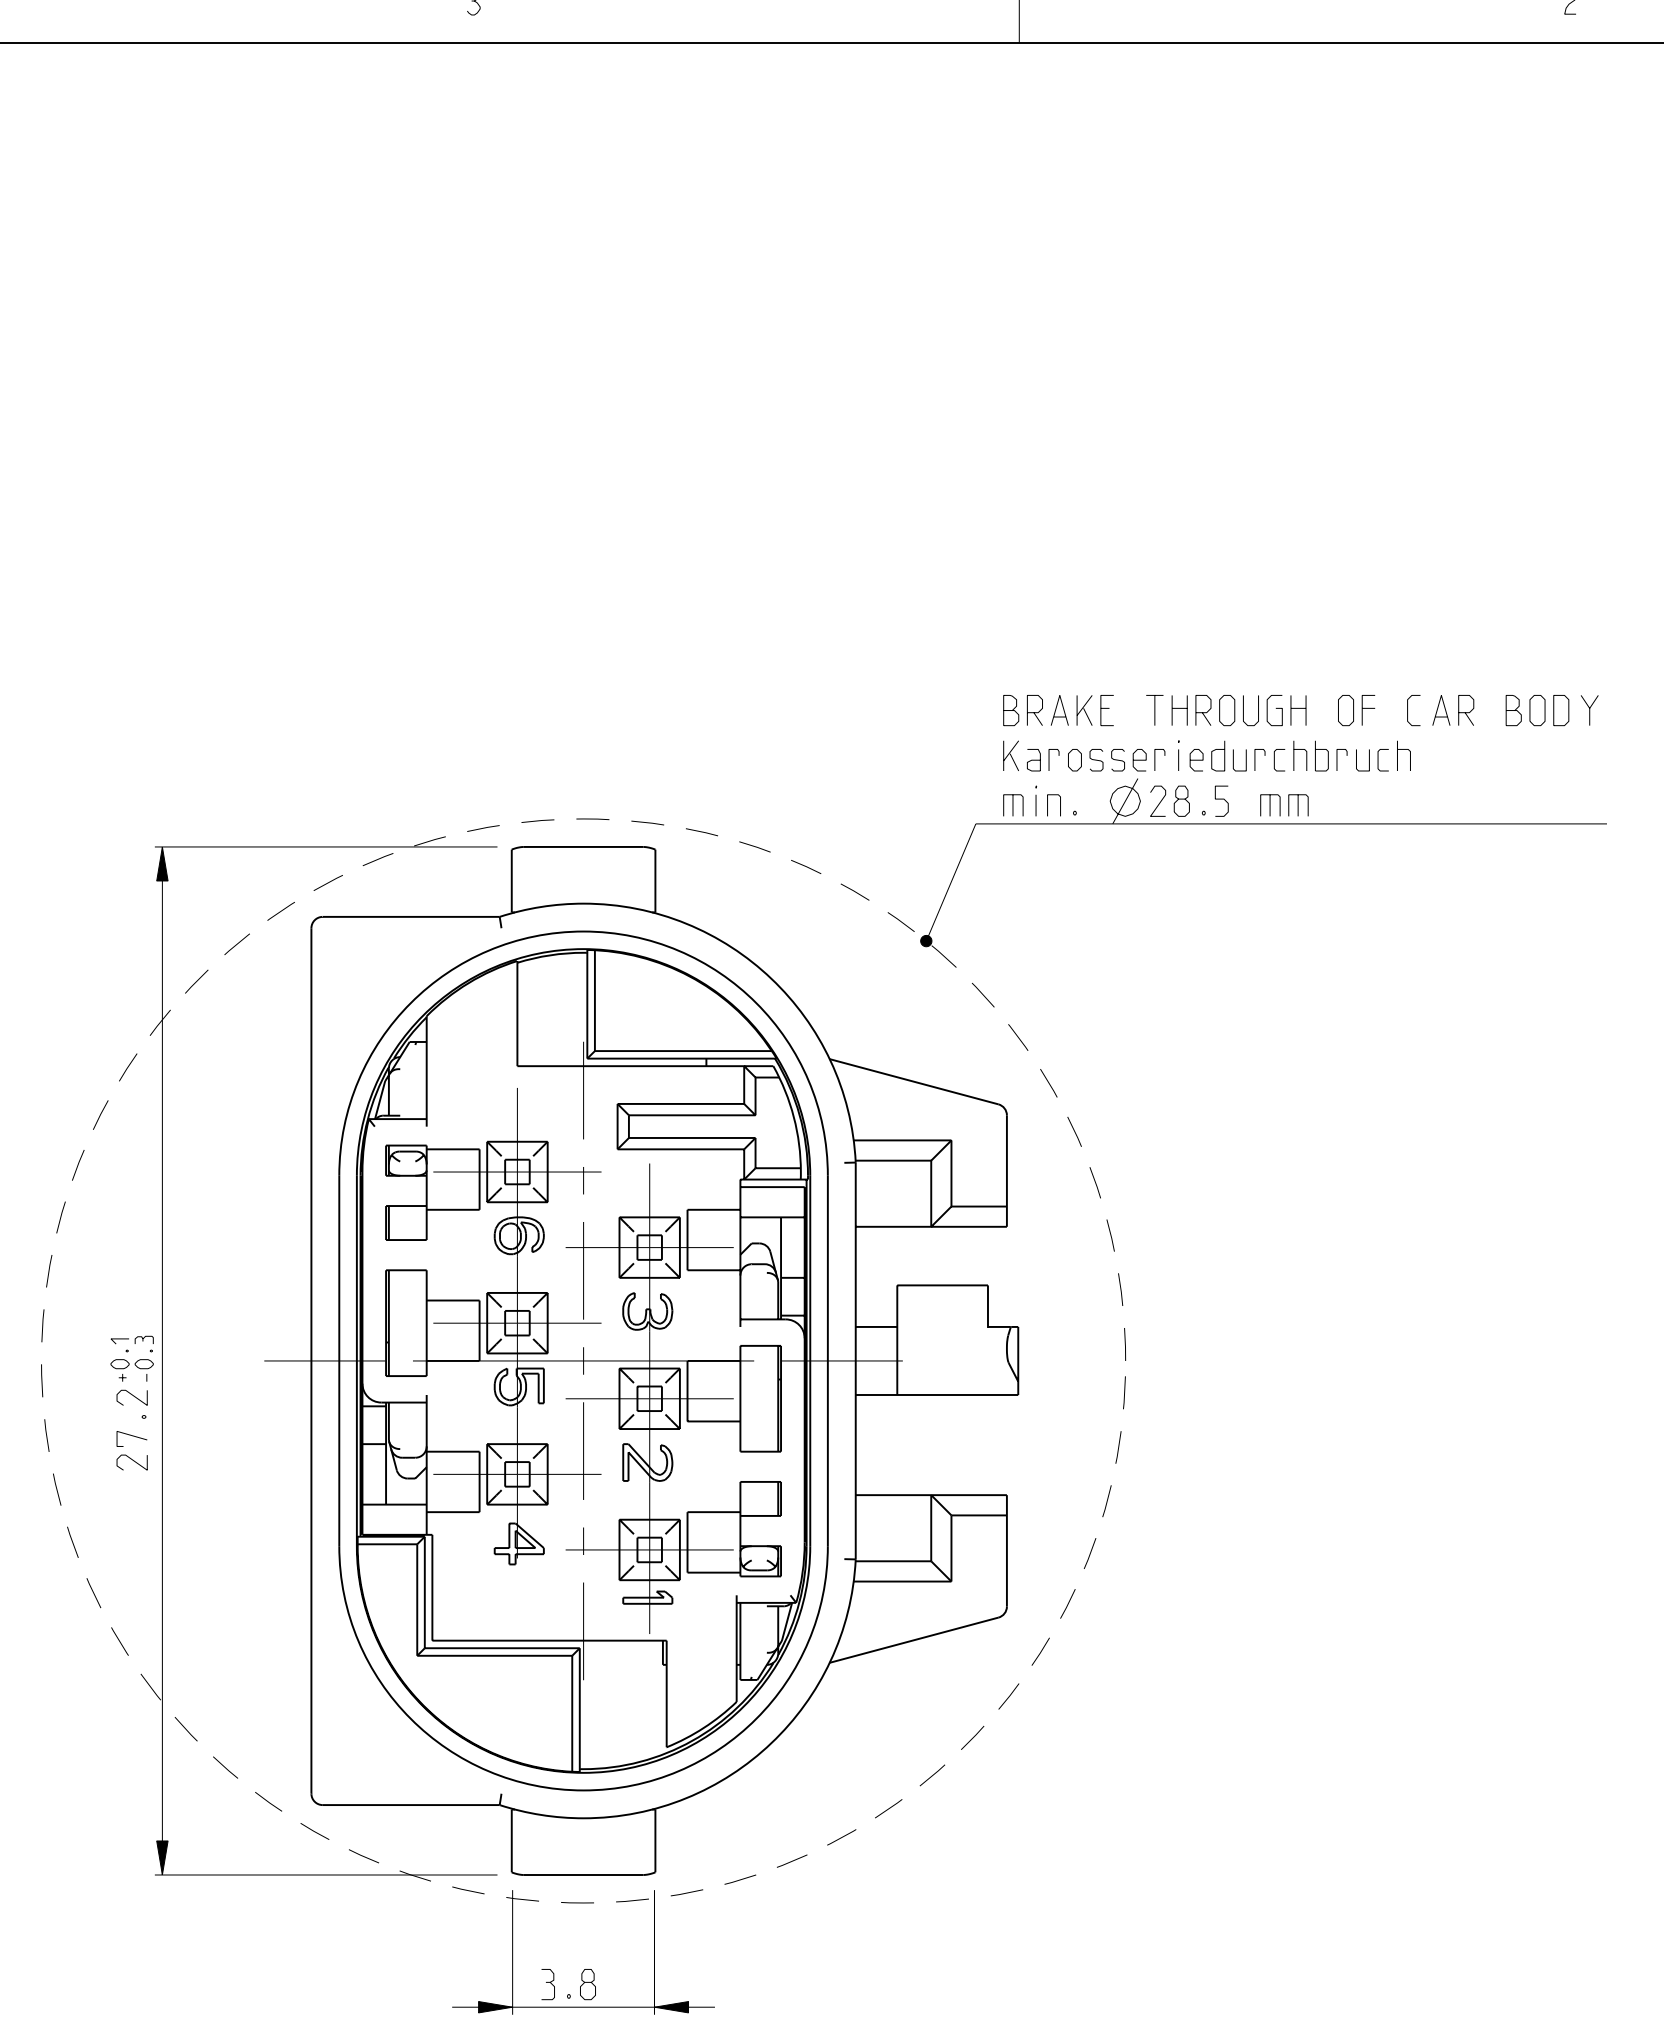 3 2
BRAKE THROUGH OF CAR BODY
Karosseriedurchbruch
min. Ø28.5 mm
27.2 +0.1 -0.3
6
3
5
2
4
1
3.8